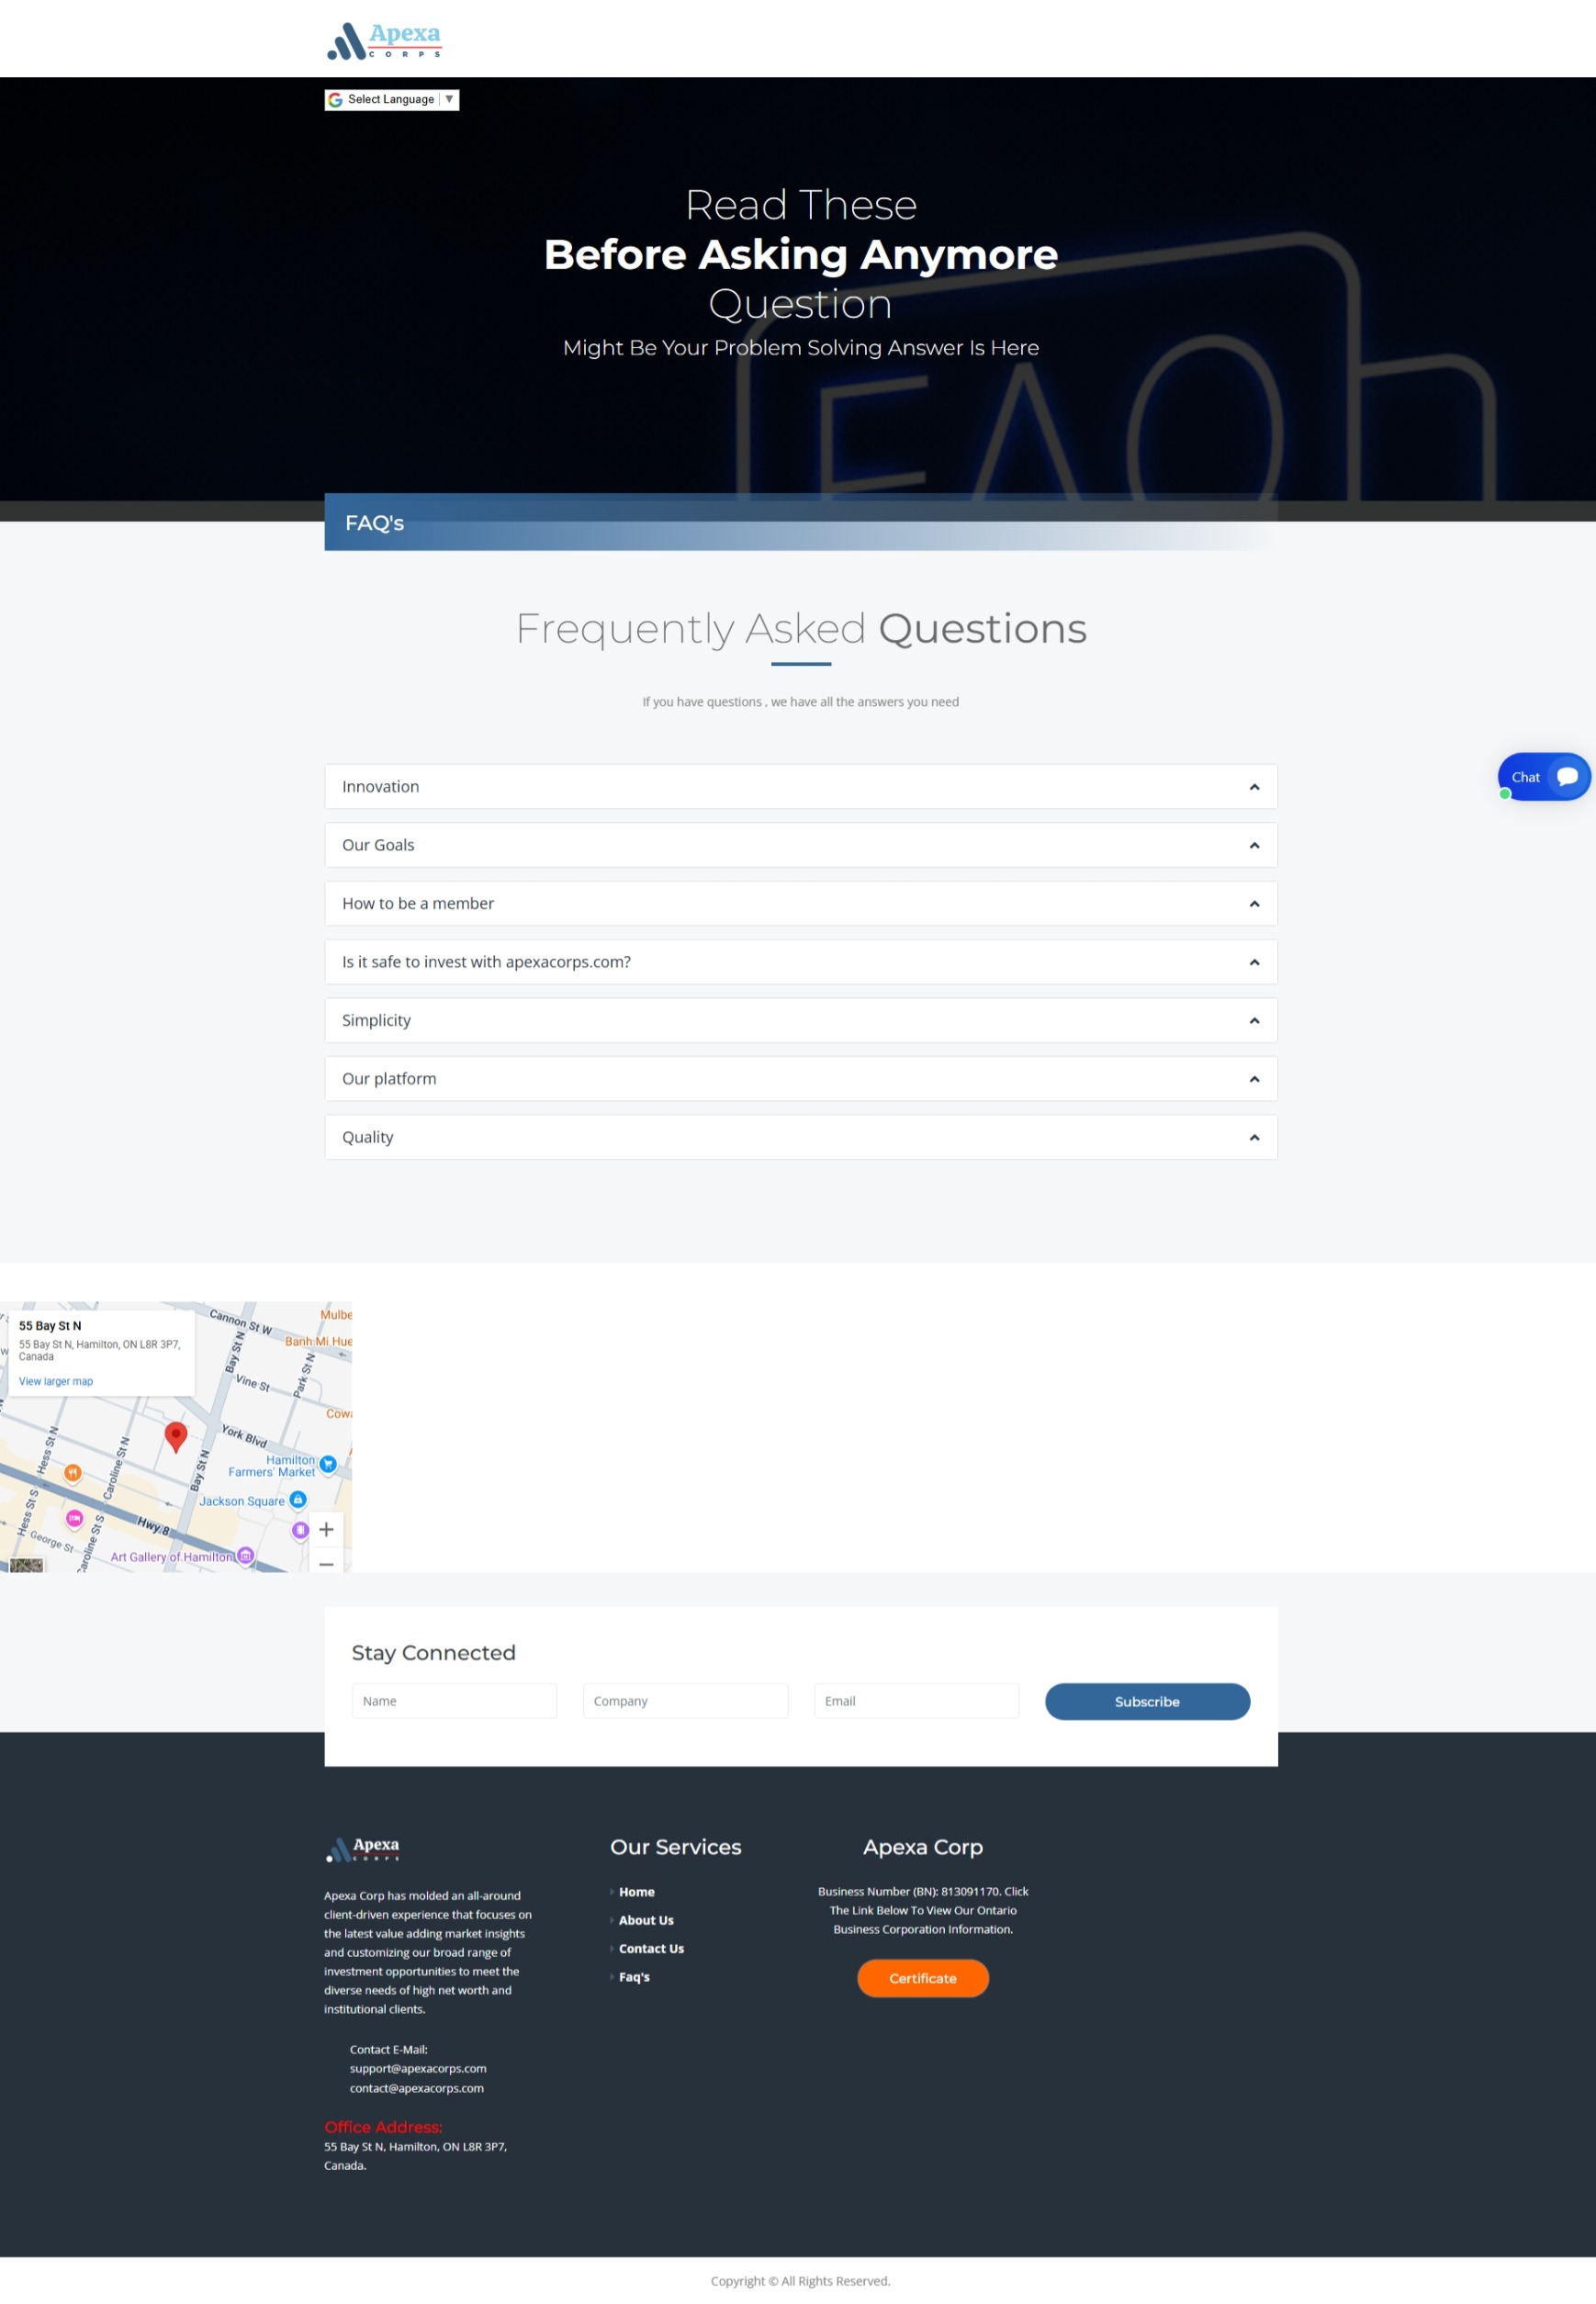 Apexa
CORPS
Select Language ▼
Read These
Before Asking Anymore
Question
Might Be Your Problem Solving Answer Is Here
FAQ
FAQ's
Frequently Asked Questions
If you have questions , we have all the answers you need
Chat
Innovation
Our Goals
How to be a member
Is it safe to invest with apexacorps.com?
Simplicity
Our platform
Quality
55 Bay St N
55 Bay St N, Hamilton, ON L8R 3P7,
Canada
View larger map
Cannon St W
Mulbe
Banh Mi Hue
Bay St N
Park St N
Vine St
Cowa
York Blvd
Hess St N
Caroline St N
Bay St N
Hamilton
Farmers' Market
Jackson Square
Hess St S
Hwy 8
George St
Caroline St S
Art Gallery of Hamilton
+
−
Stay Connected
Name
Company
Email
Subscribe
Apexa
CORPS
Apexa Corp has molded an all-around
client-driven experience that focuses on
the latest value adding market insights
and customizing our broad range of
investment opportunities to meet the
diverse needs of high net worth and
institutional clients.
Contact E-Mail:
support@apexacorps.com
contact@apexacorps.com
Office Address:
55 Bay St N, Hamilton, ON L8R 3P7,
Canada.
Our Services
Home
About Us
Contact Us
Faq's
Apexa Corp
Business Number (BN): 813091170. Click
The Link Below To View Our Ontario
Business Corporation Information.
Certificate
Copyright © All Rights Reserved.